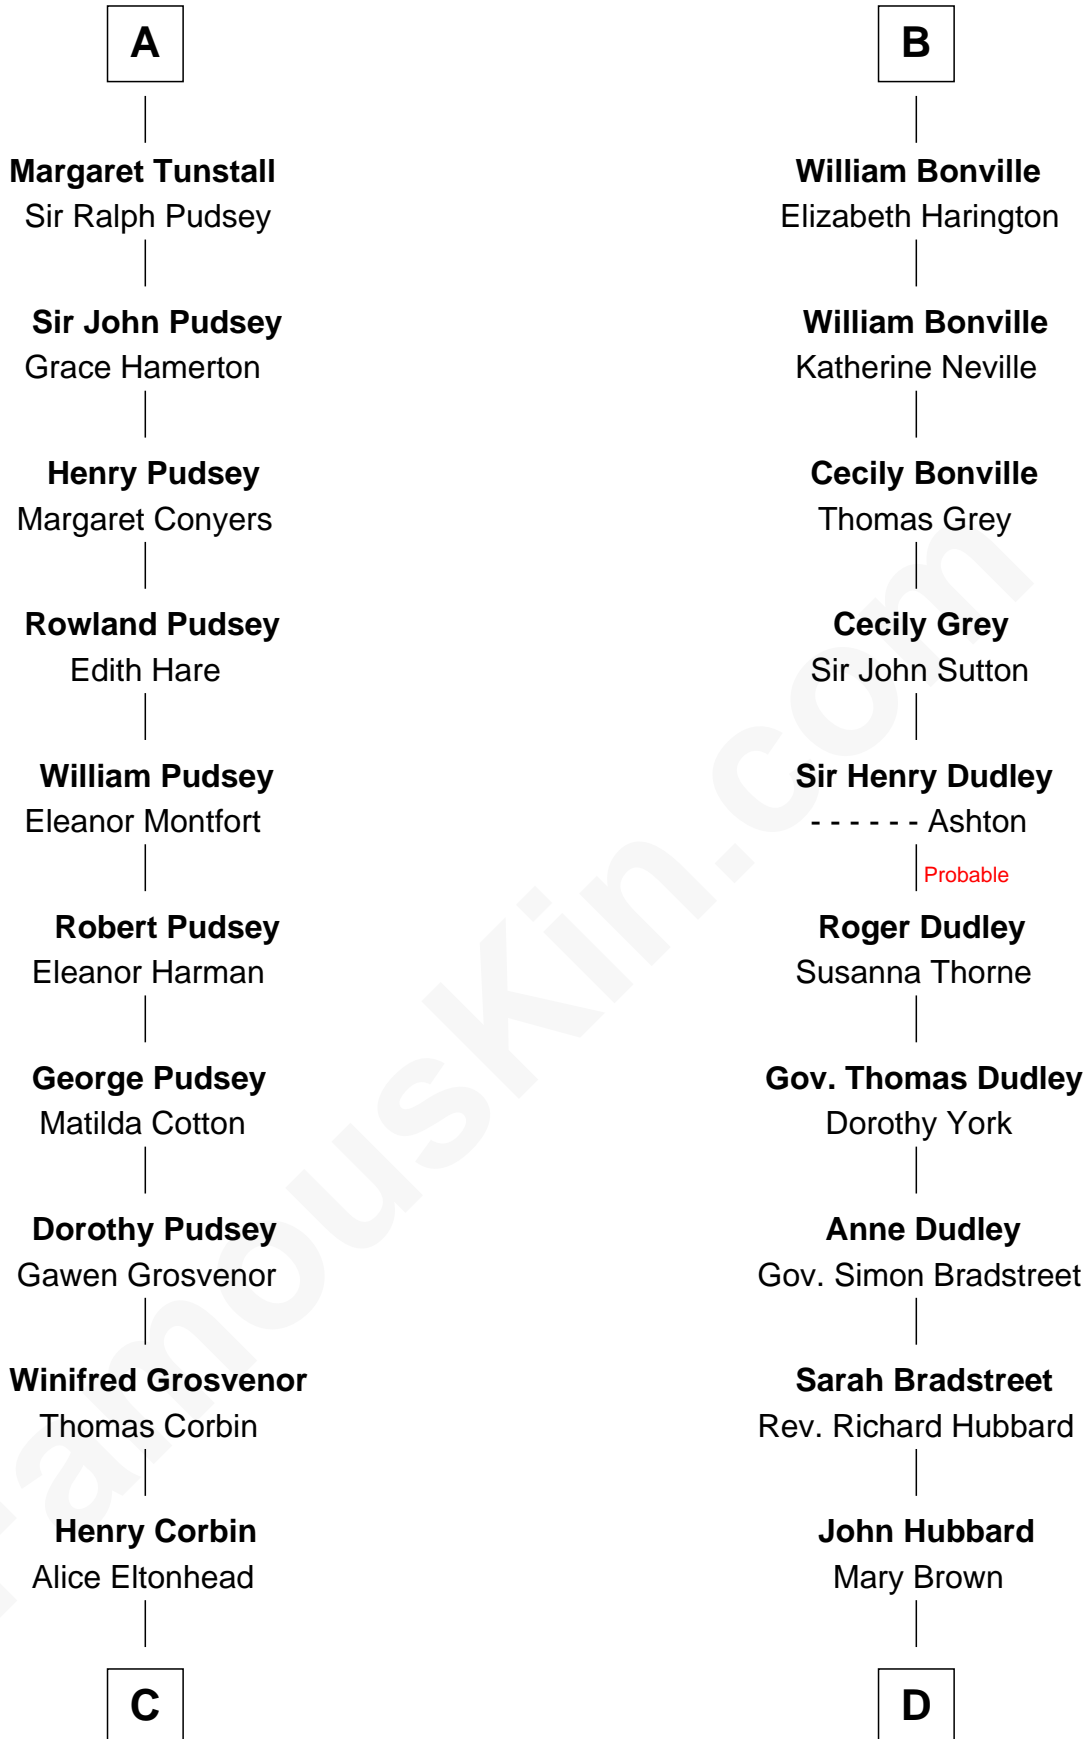 A
Margaret Tunstall
Sir Ralph Pudsey
Sir John Pudsey
Grace Hamerton
Henry Pudsey
Margaret Conyers
Rowland Pudsey
Edith Hare
William Pudsey
Eleanor Montfort
Robert Pudsey
Eleanor Harman
George Pudsey
Matilda Cotton
Dorothy Pudsey
Gawen Grosvenor
Winifred Grosvenor
Thomas Corbin
Henry Corbin
Alice Eltonhead
C
B
William Bonville
Elizabeth Harington
William Bonville
Katherine Neville
Cecily Bonville
Thomas Grey
Cecily Grey
Sir John Sutton
Sir Henry Dudley
- - - - - - Ashton
Probable
Roger Dudley
Susanna Thorne
Gov. Thomas Dudley
Dorothy York
Anne Dudley
Gov. Simon Bradstreet
Sarah Bradstreet
Rev. Richard Hubbard
John Hubbard
Mary Brown
D
FamousKin.com